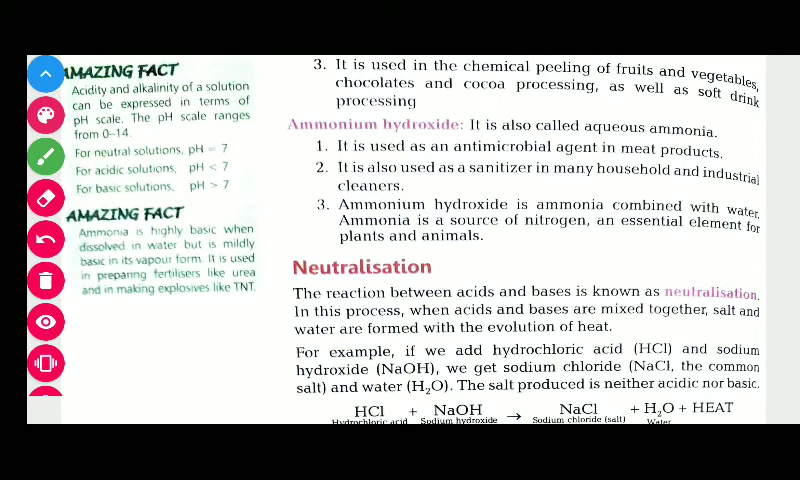 AMAZING FACT
Acidity and alkalinity of a solution
can be expressed in terms of
pH scale. The pH scale ranges
from 0–14.
For neutral solutions, pH = 7
For acidic solutions, pH < 7
For basic solutions, pH > 7
AMAZING FACT
Ammonia is highly basic when
dissolved in water but is mildly
basic in its vapour form. It is used
in preparing fertilisers like urea
and in making explosives like TNT.
3. It is used in the chemical peeling of fruits and vegetables,
chocolates and cocoa processing, as well as soft drink
processing
Ammonium hydroxide: It is also called aqueous ammonia.
1. It is used as an antimicrobial agent in meat products.
2. It is also used as a sanitizer in many household and industrial
cleaners.
3. Ammonium hydroxide is ammonia combined with water.
Ammonia is a source of nitrogen, an essential element for
plants and animals.
Neutralisation
The reaction between acids and bases is known as neutralisation.
In this process, when acids and bases are mixed together, salt and
water are formed with the evolution of heat.
For example, if we add hydrochloric acid (HCl) and sodium
hydroxide (NaOH), we get sodium chloride (NaCl, the common
salt) and water (H₂O). The salt produced is neither acidic nor basic.
HCl + NaOH → NaCl + H₂O + HEAT
Hydrochloric acid Sodium hydroxide Sodium chloride (salt) Water